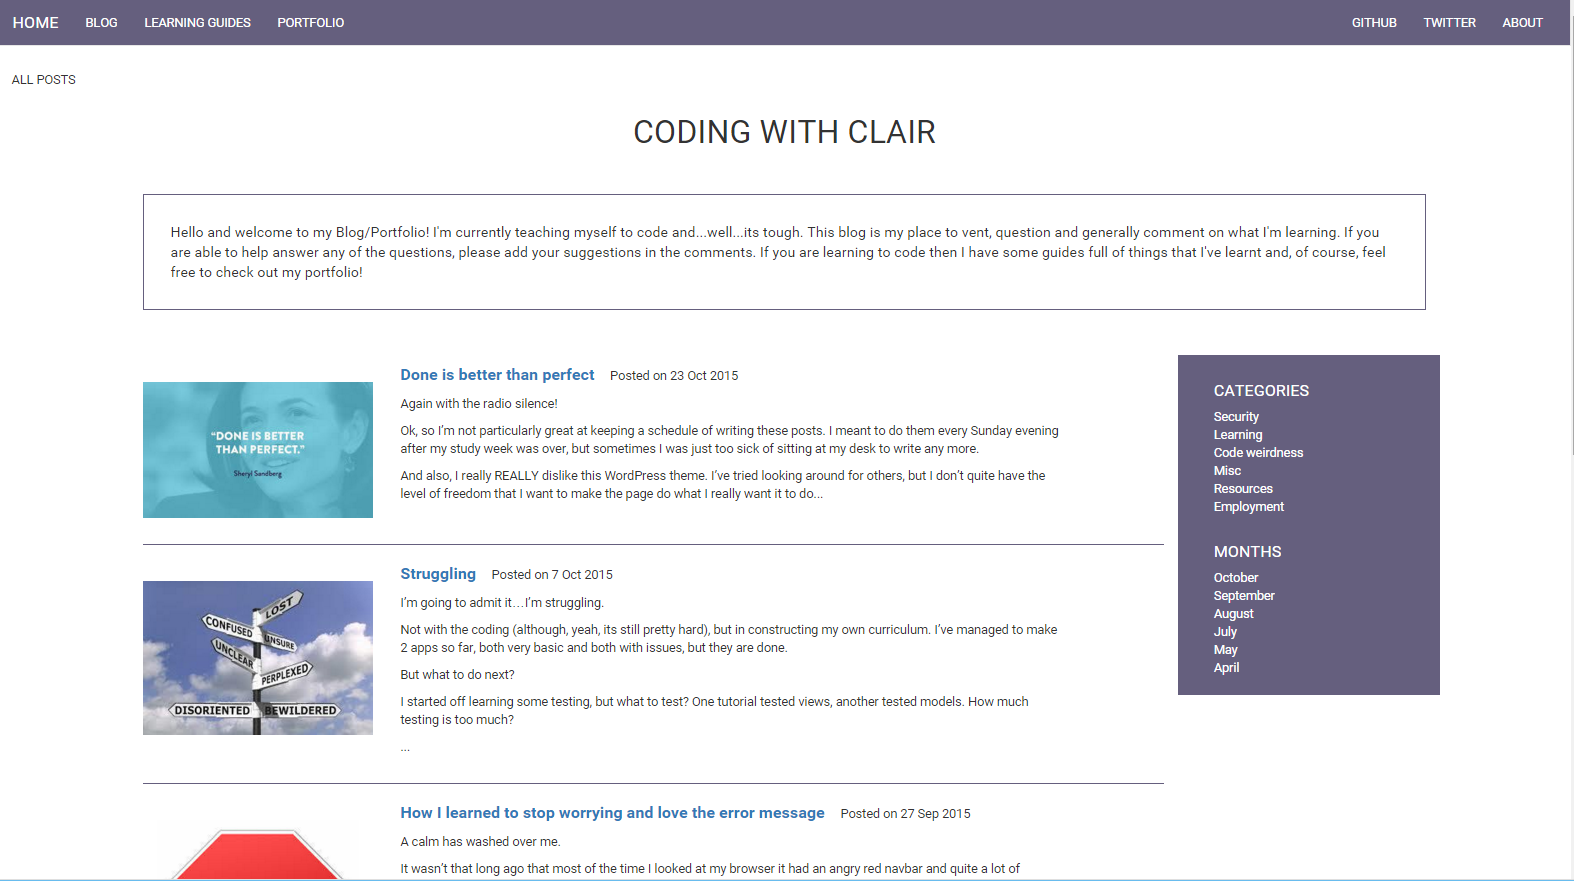 HOME BLOG LEARNING GUIDES PORTFOLIO GITHUB TWITTER ABOUT
ALL POSTS
CODING WITH CLAIR
Hello and welcome to my Blog/Portfolio! I'm currently teaching myself to code and...well...its tough. This blog is my place to vent, question and generally comment on what I'm learning. If you
are able to help answer any of the questions, please add your suggestions in the comments. If you are learning to code then I have some guides full of things that I've learnt and, of course, feel
free to check out my portfolio!
"DONE IS BETTER
THAN PERFECT."
Sheryl Sandberg
Done is better than perfect Posted on 23 Oct 2015
Again with the radio silence!
Ok, so I'm not particularly great at keeping a schedule of writing these posts. I meant to do them every Sunday evening
after my study week was over, but sometimes I was just too sick of sitting at my desk to write any more.
And also, I really REALLY dislike this WordPress theme. I've tried looking around for others, but I don't quite have the
level of freedom that I want to make the page do what I really want it to do...
LOST
CONFUSED
UNSURE
UNCLEAR
PERPLEXED
DISORIENTED BEWILDERED
Struggling Posted on 7 Oct 2015
I'm going to admit it…I'm struggling.
Not with the coding (although, yeah, its still pretty hard), but in constructing my own curriculum. I've managed to make
2 apps so far, both very basic and both with issues, but they are done.
But what to do next?
I started off learning some testing, but what to test? One tutorial tested views, another tested models. How much
testing is too much?
...
How I learned to stop worrying and love the error message Posted on 27 Sep 2015
A calm has washed over me.
It wasn't that long ago that most of the time I looked at my browser it had an angry red navbar and quite a lot of
CATEGORIES
Security
Learning
Code weirdness
Misc
Resources
Employment
MONTHS
October
September
August
July
May
April